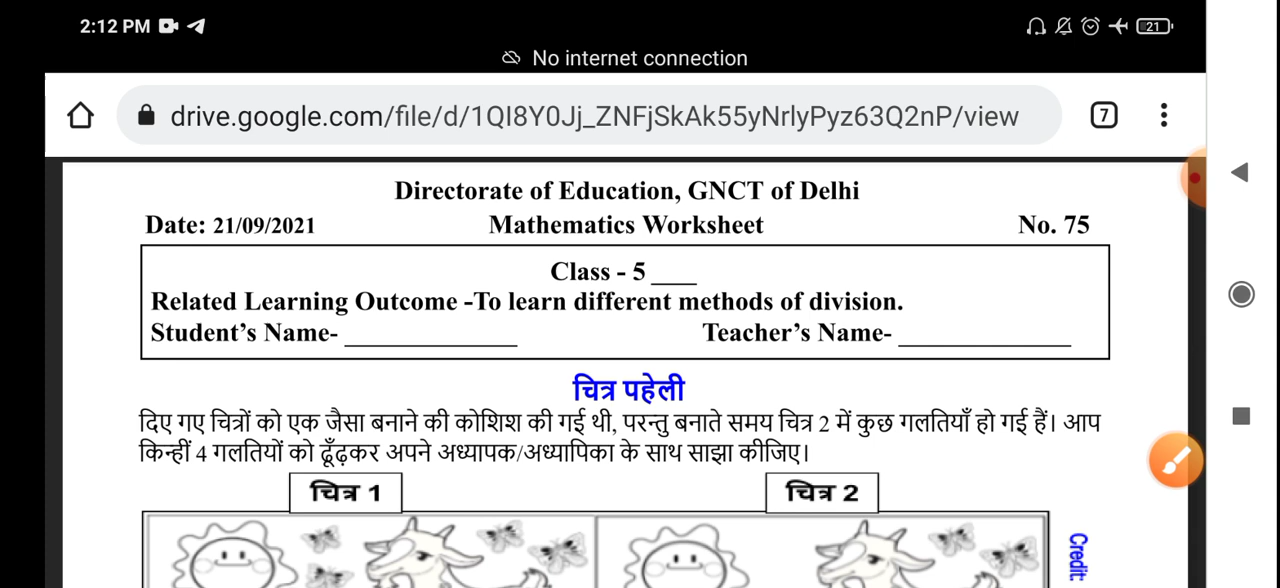 2:12 PM
21
No internet connection
drive.google.com/file/d/1QI8Y0Jj_ZNFjSkAk55yNrlyPyz63Q2nP/view
7
Directorate of Education, GNCT of Delhi
Date: 21/09/2021 Mathematics Worksheet No. 75
Class - 5 ___
Related Learning Outcome -To learn different methods of division.
Student’s Name- _____________ Teacher’s Name- _____________
चित्र पहेली
दिए गए चित्रों को एक जैसा बनाने की कोशिश की गई थी, परन्तु बनाते समय चित्र 2 में कुछ गलतियाँ हो गई हैं। आप
किन्हीं 4 गलतियों को ढूँढ़कर अपने अध्यापक/अध्यापिका के साथ साझा कीजिए।
चित्र 1 चित्र 2
Credit: